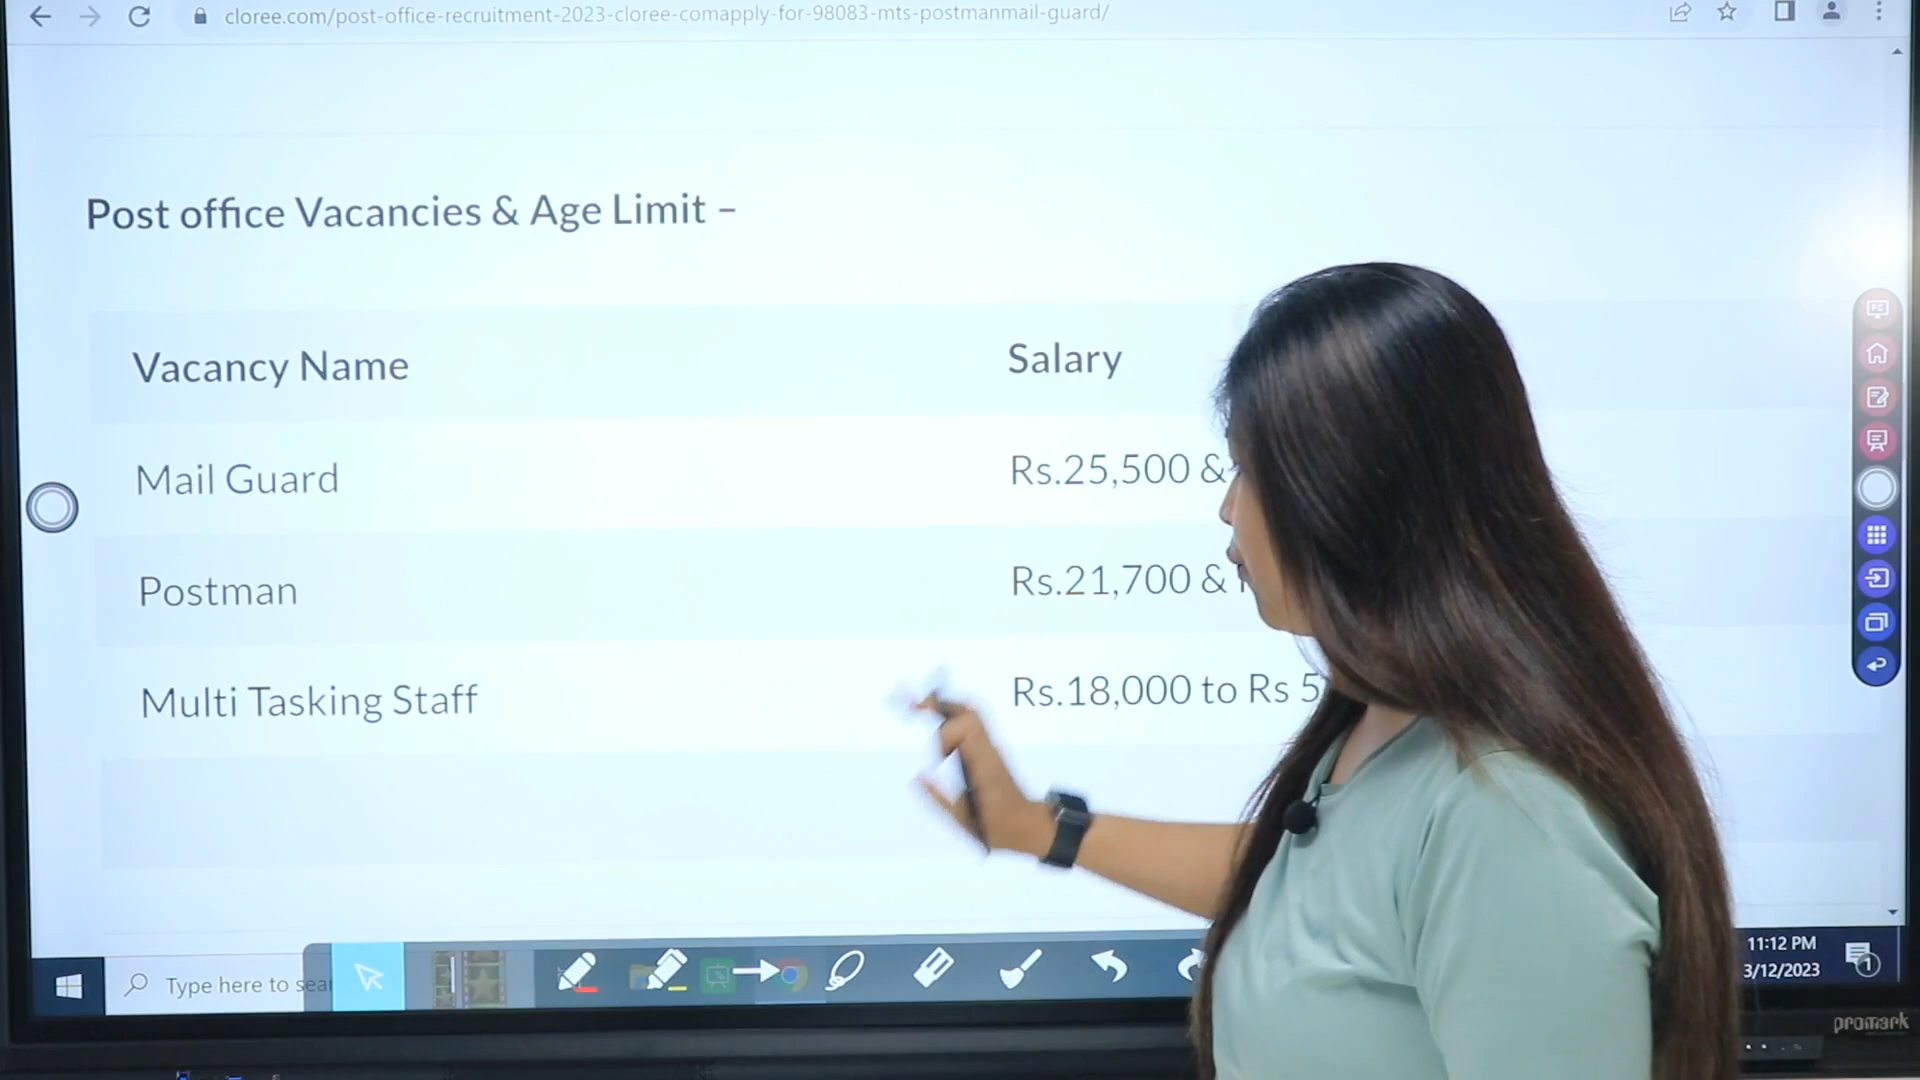 cloree.com/post-office-recruitment-2023-cloree-comapply-for-98083-mts-postmanmail-guard/
Post office Vacancies & Age Limit –
Vacancy Name
Salary
Mail Guard
Rs.25,500 &
Postman
Rs.21,700 &
Multi Tasking Staff
Rs.18,000 to Rs 5
PC
Type here to
11:12 PM
3/12/2023
1
promark